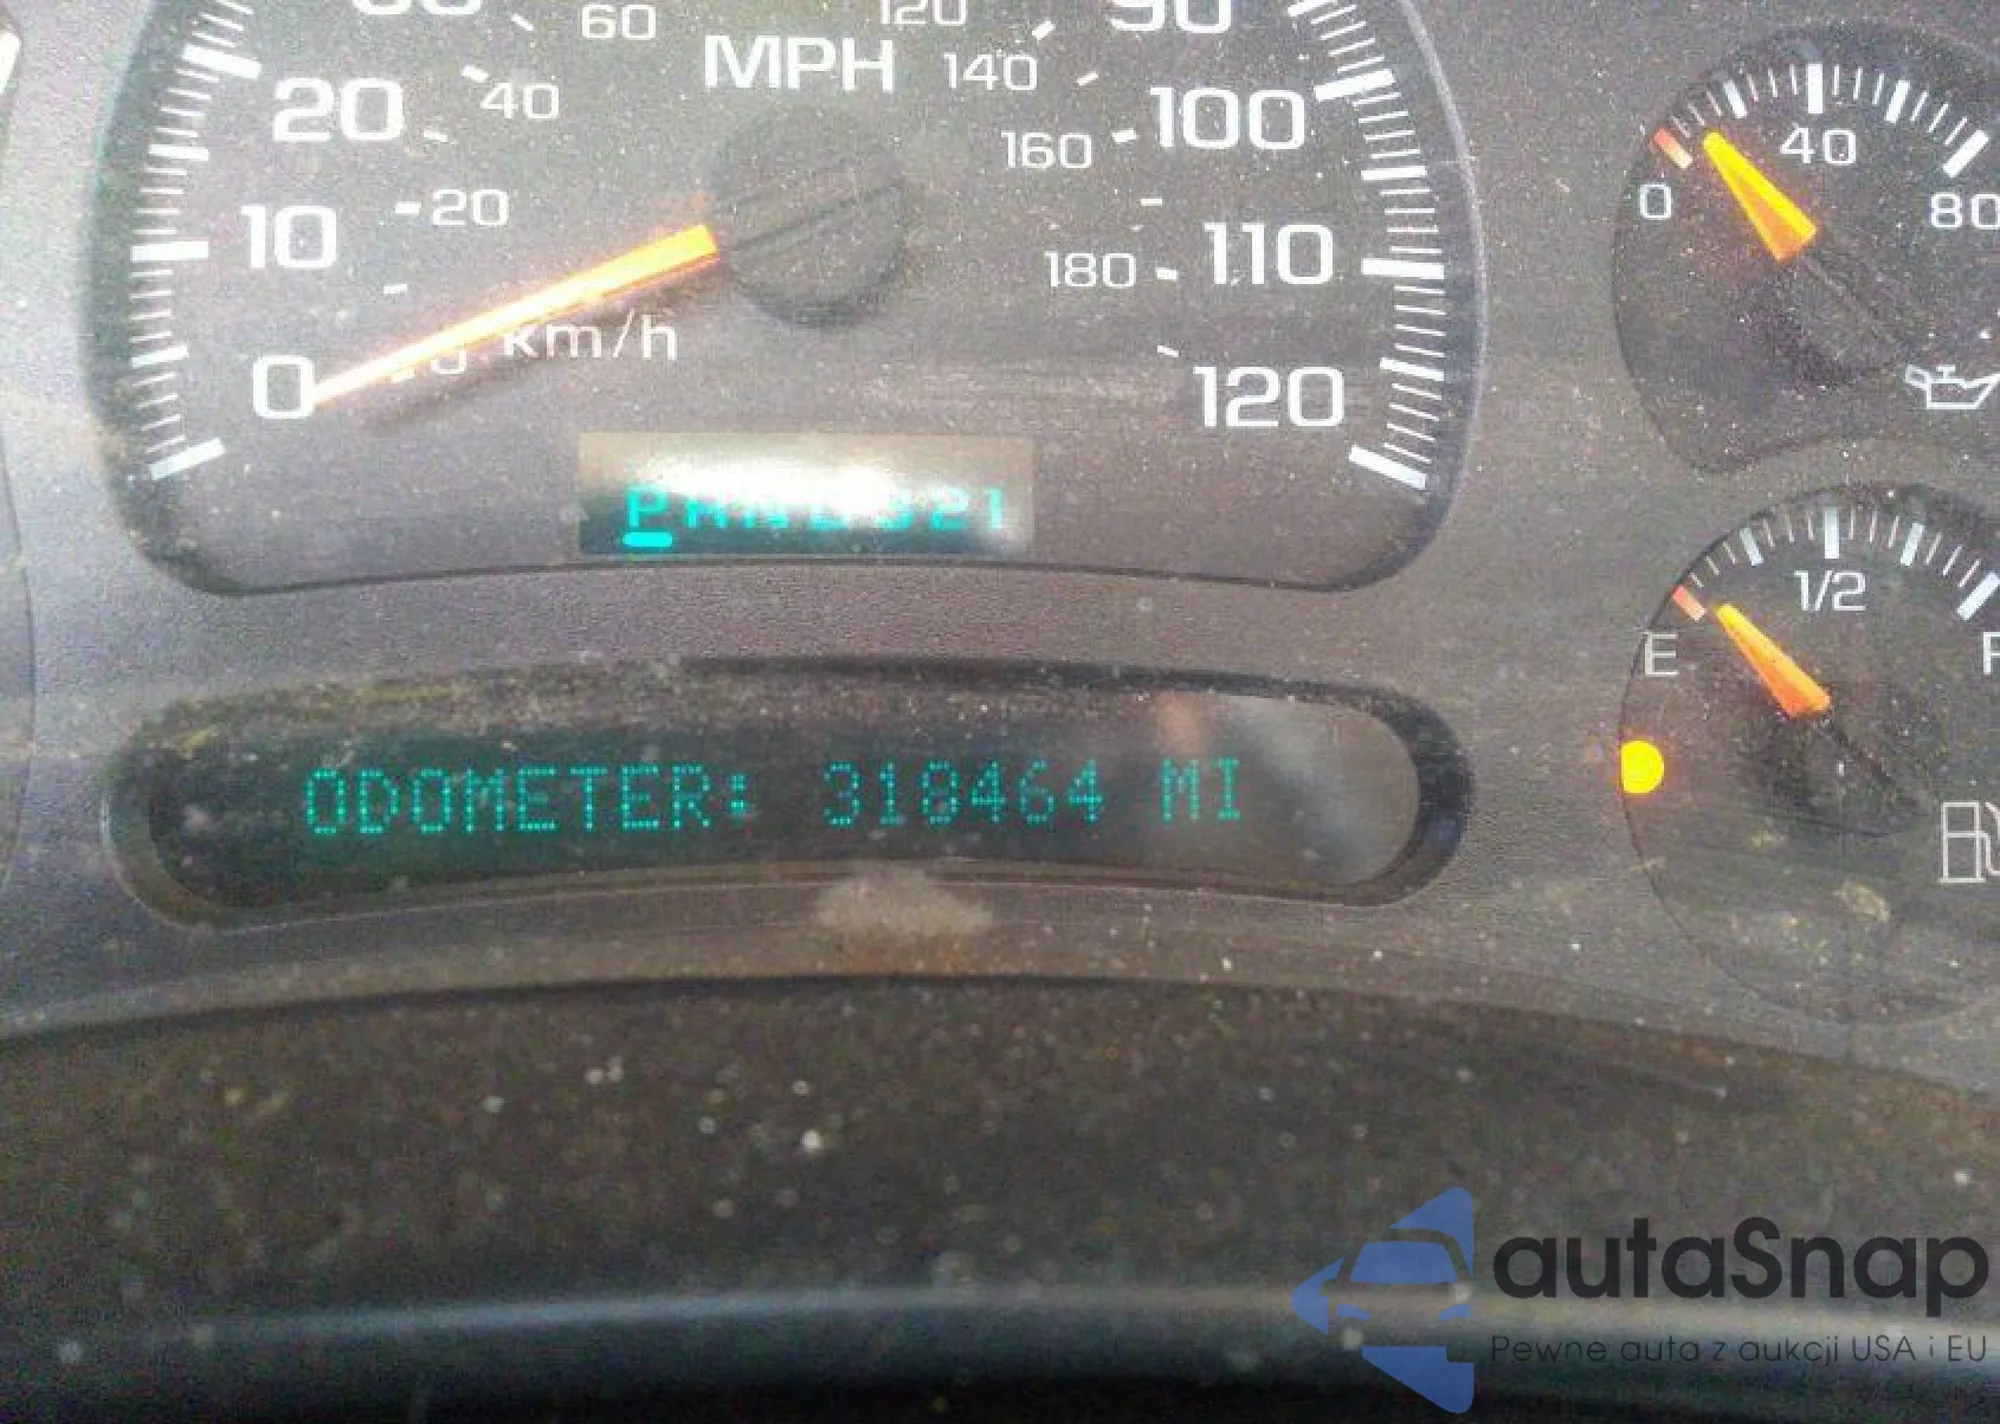 60 120 90
MPH
20 40 140 100 40
160
10 20 0 80
110
180
km/h
0 120
PRND321
1/2
E F
ODOMETER: 318464 MI
autaSnap
Pewne auta z aukcji USA i EU